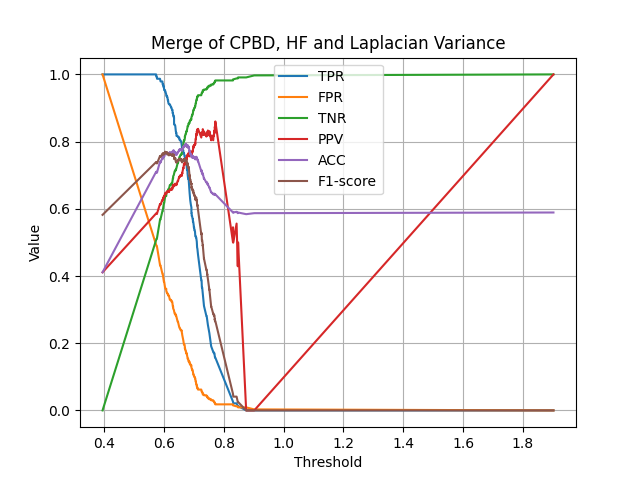 Merge of CPBD, HF and Laplacian Variance
1.0
0.8
0.6
0.4
0.2
0.0
Value
TPR
FPR
TNR
PPV
ACC
F1-score
0.4 0.6 0.8 1.0 1.2 1.4 1.6 1.8
Threshold